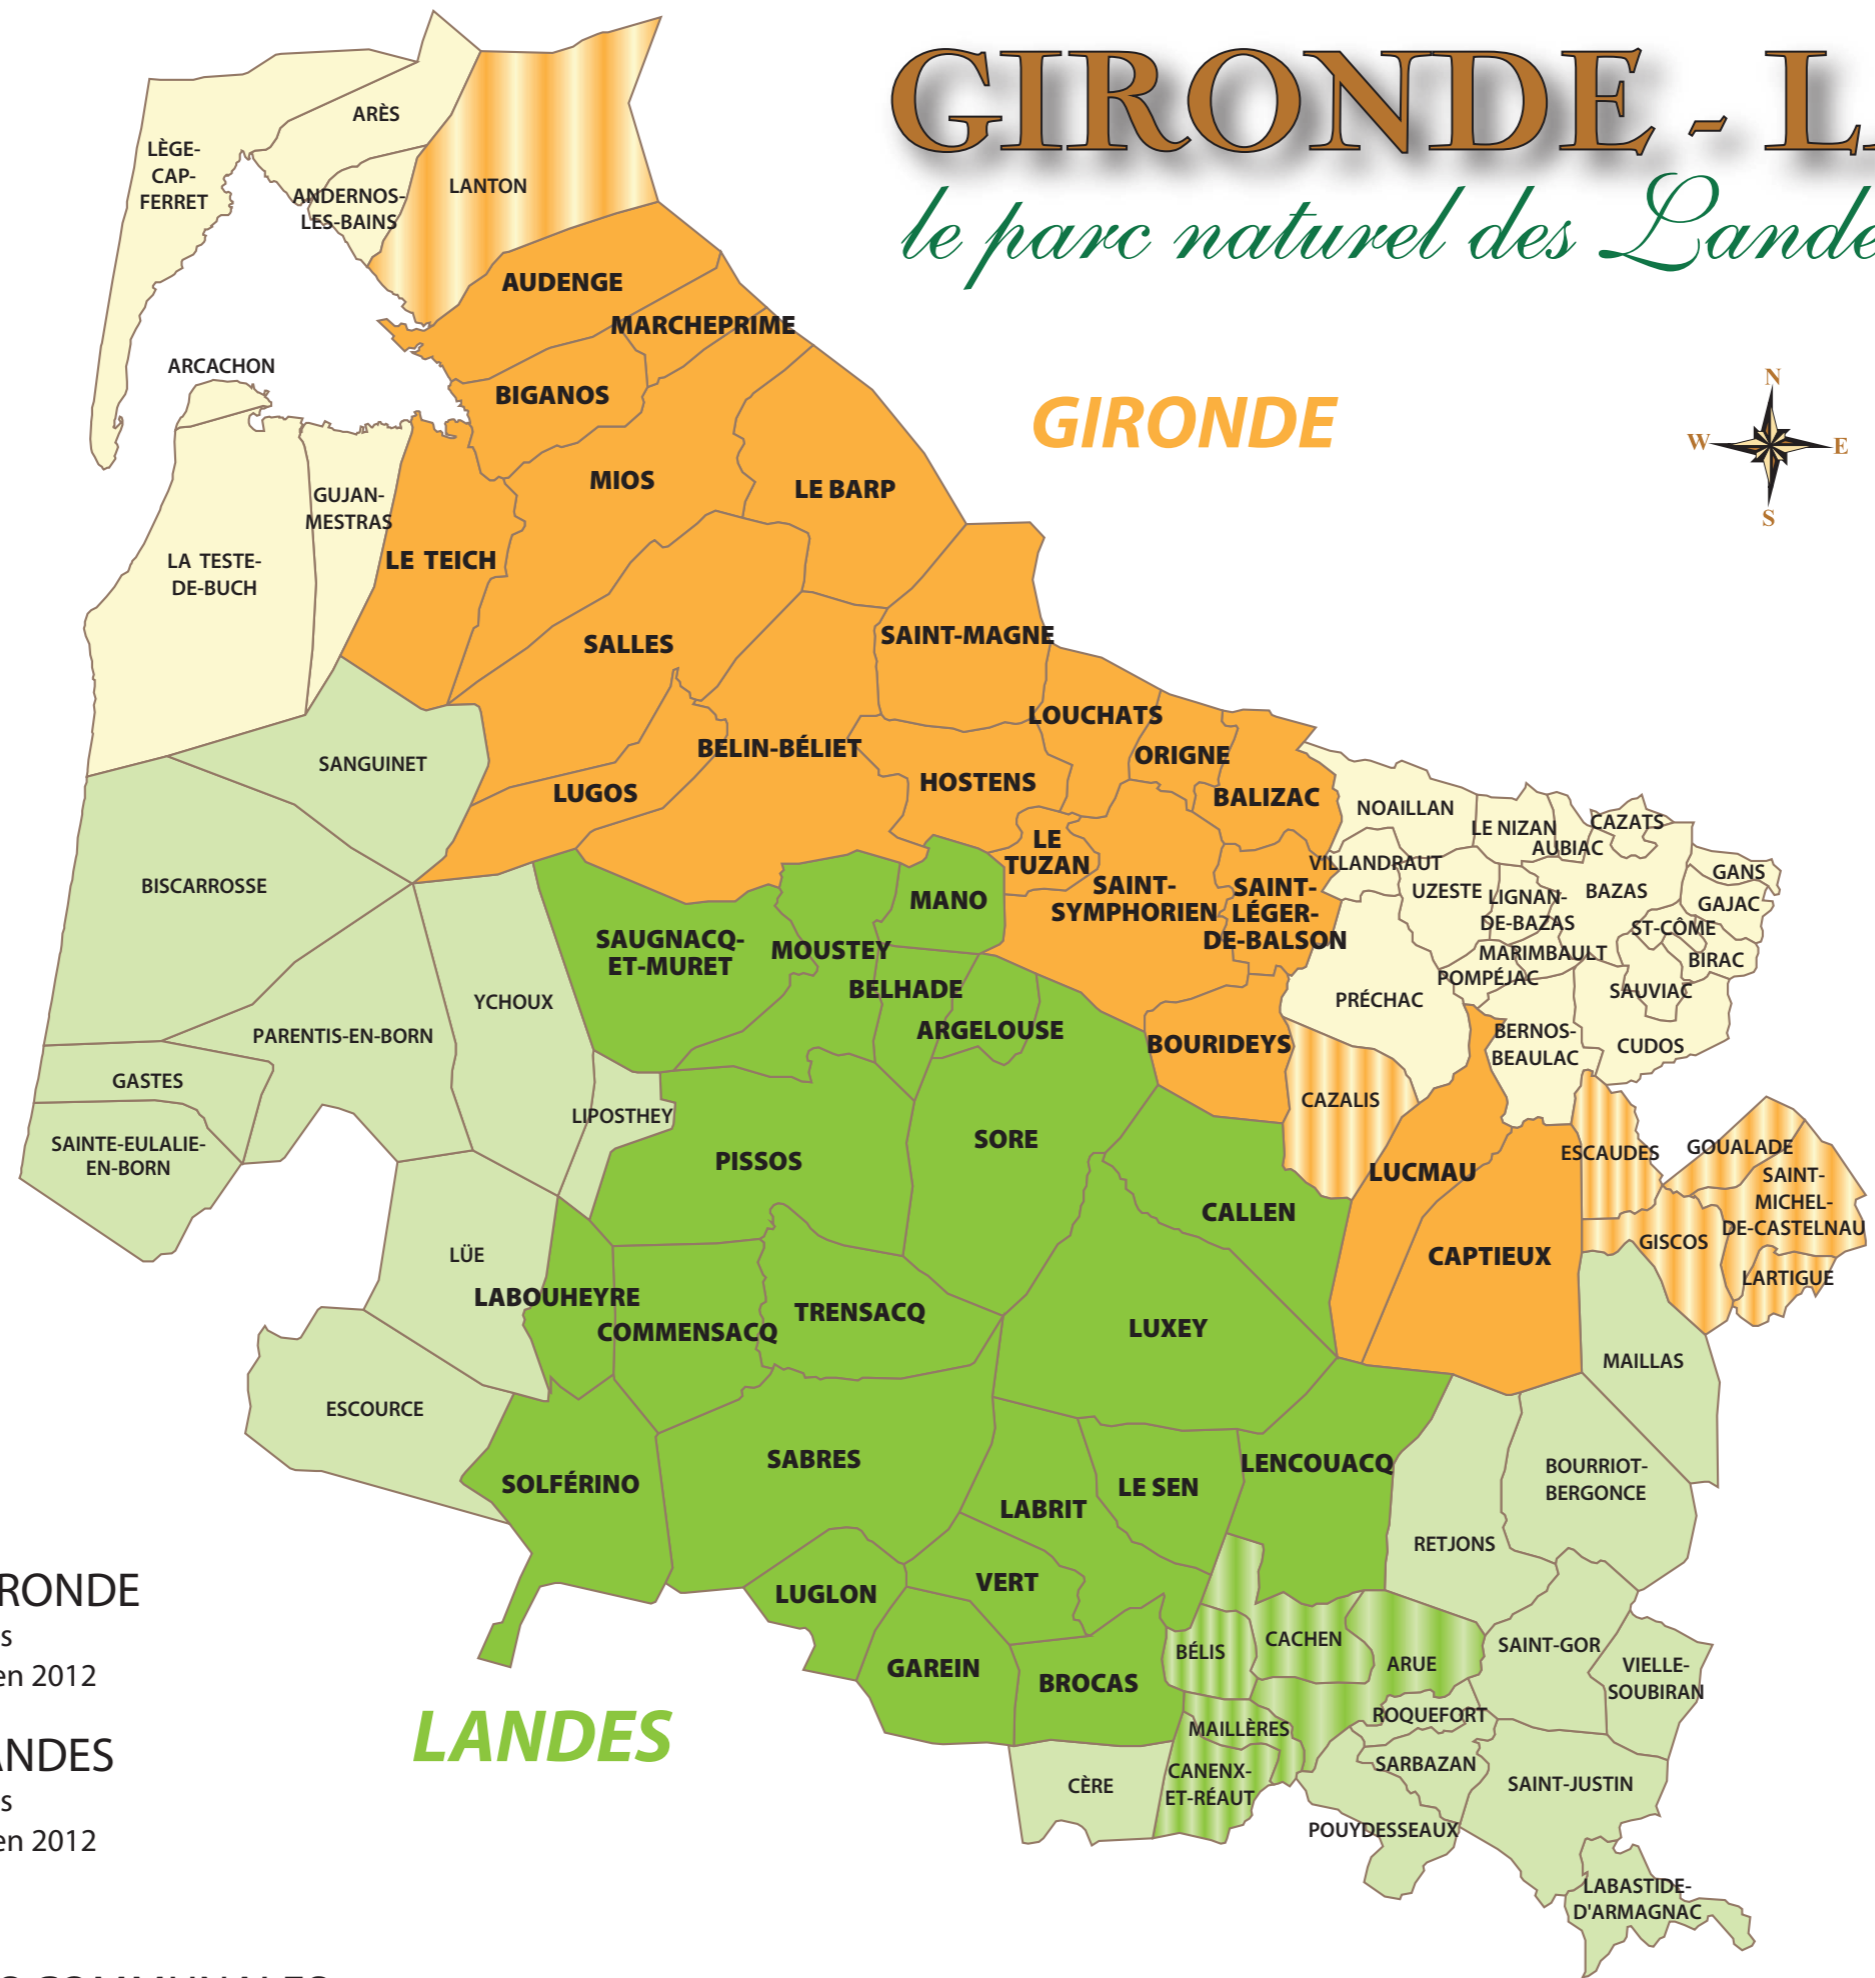 GIRONDE - L
le parc naturel des Lande
ARÈS
LÈGE-
CAP-
FERRET
ANDERNOS-
LES-BAINS
LANTON
AUDENGE
MARCHEPRIME
ARCACHON
BIGANOS
GIRONDE
N
W
E
S
MIOS
LE BARP
GUJAN-
MESTRAS
LE TEICH
LA TESTE-
DE-BUCH
SALLES
SAINT-MAGNE
LOUCHATS
BELIN-BÉLIET
ORIGNE
SANGUINET
HOSTENS
LUGOS
BALIZAC
NOAILLAN
LE NIZAN
CAZATS
AUBIAC
LE
TUZAN
VILLANDRAUT
GANS
BISCARROSSE
SAINT-
SYMPHORIEN
SAINT-
LÉGER-
DE-BALSON
UZESTE
LIGNAN-
DE-BAZAS
BAZAS
GAJAC
MANO
ST-CÔME
SAUGNACQ-
ET-MURET
MOUSTEY
MARIMBAULT
BIRAC
POMPÉJAC
BELHADE
SAUVIAC
YCHOUX
PRÉCHAC
ARGELOUSE
PARENTIS-EN-BORN
BOURIDEYS
BERNOS-
BEAULAC
CUDOS
GASTES
CAZALIS
LIPOSTHEY
SAINTE-EULALIE-
EN-BORN
SORE
ESCAUDES
GOUALADE
PISSOS
LUCMAU
SAINT-
MICHEL-
DE-CASTELNAU
CALLEN
GISCOS
LÜE
CAPTIEUX
LARTIGUE
LABOUHEYRE
TRENSACQ
COMMENSACQ
LUXEY
MAILLAS
ESCOURCE
SABRES
LENCOUACQ
BOURRIOT-
BERGONCE
SOLFÉRINO
LE SEN
LABRIT
RETJONS
VERT
LUGLON
RONDE
s
en 2012
BÉLIS
CACHEN
ARUE
SAINT-GOR
GAREIN
BROCAS
VIELLE-
SOUBIRAN
ROQUEFORT
MAILLÈRES
LANDES
ANDES
s
en 2012
CÈRE
CANENX-
ET-RÉAUT
SARBAZAN
SAINT-JUSTIN
POUYDESSEAUX
LABASTIDE-
D'ARMAGNAC